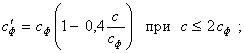 c'ф = cф(1 − 0,4 c/cф) при c ≤ 2cф ;